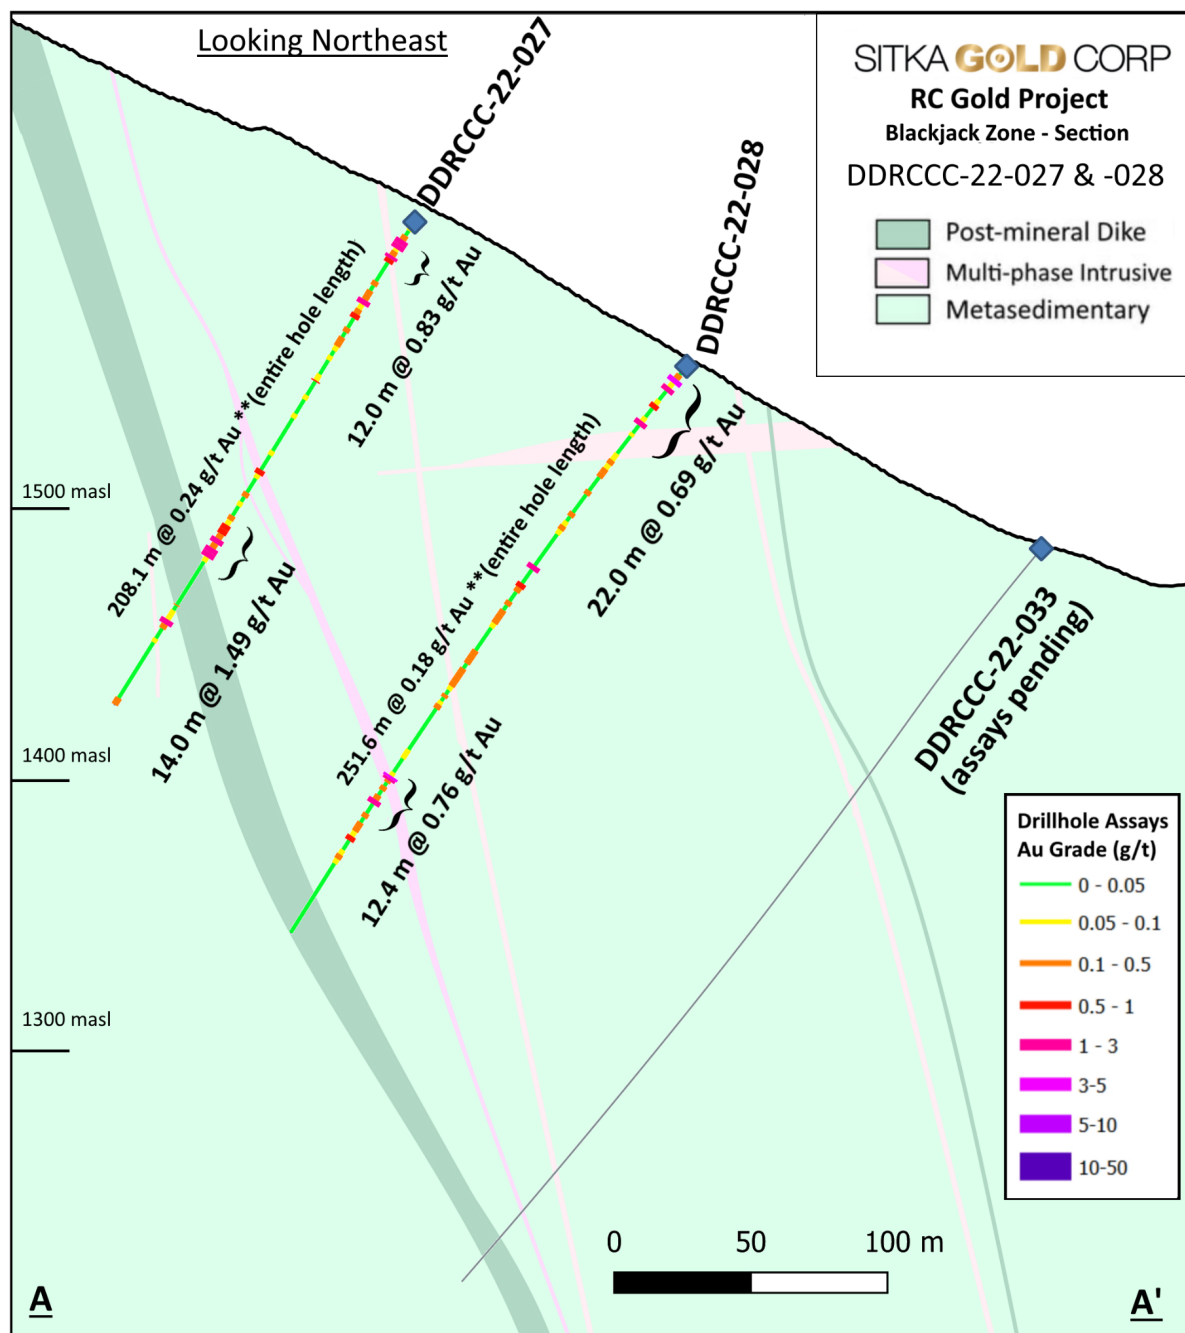 Looking Northeast
SITKA GOLD CORP
RC Gold Project
Blackjack Zone - Section
DDRCCC-22-027 & -028
Post-mineral Dike
Multi-phase Intrusive
Metasedimentary
DDRCCC-22-027
208.1 m @ 0.24 g/t Au **(entire hole length)
12.0 m @ 0.83 g/t Au
14.0 m @ 1.49 g/t Au
DDRCCC-22-028
251.6 m @ 0.18 g/t Au **(entire hole length)
22.0 m @ 0.69 g/t Au
12.4 m @ 0.76 g/t Au
DDRCCC-22-033
(assays pending)
1500 masl
1400 masl
1300 masl
Drillhole Assays
Au Grade (g/t)
0 - 0.05
0.05 - 0.1
0.1 - 0.5
0.5 - 1
1 - 3
3-5
5-10
10-50
0 50 100 m
A A'